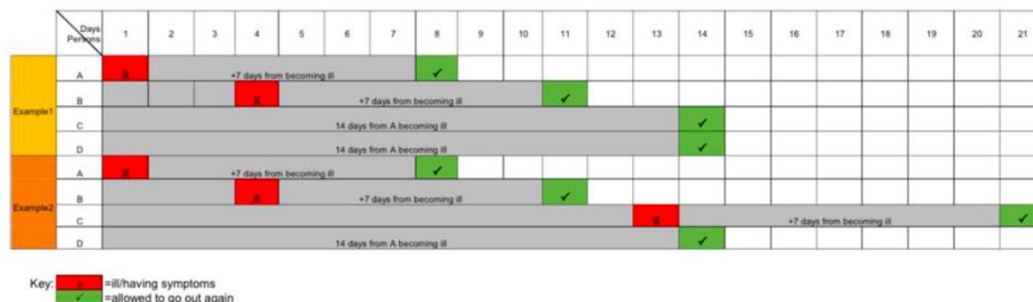 Days
Persons
1 2 3 4 5 6 7 8 9 10 11 12 13 14 15 16 17 18 19 20 21
Example1
A x +7 days from becoming ill ✓
B x +7 days from becoming ill ✓
C 14 days from A becoming ill ✓
D 14 days from A becoming ill ✓
Example2
A x +7 days from becoming ill ✓
B x +7 days from becoming ill ✓
C x +7 days from becoming ill ✓
D 14 days from A becoming ill ✓
Key: x =ill/having symptoms
✓ =allowed to go out again